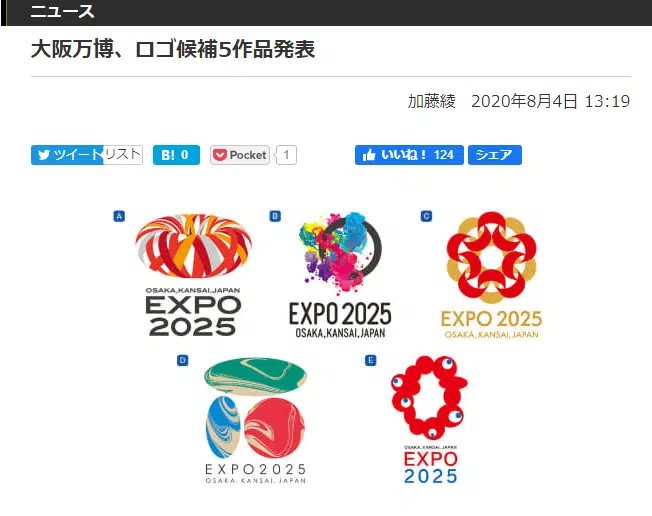 ニュース
大阪万博、ロゴ候補5作品発表
加藤綾 2020年8月4日 13:19
ツイート リスト B! 0 Pocket 1 いいね! 124 シェア
A B C
OSAKA,KANSAI,JAPAN
EXPO
2025
EXPO 2025
OSAKA,KANSAI,JAPAN
EXPO 2025
OSAKA,KANSAI,JAPAN
D E
EXPO2025
OSAKA, KANSAI, JAPAN
OSAKA,KANSAI,JAPAN
EXPO
2025